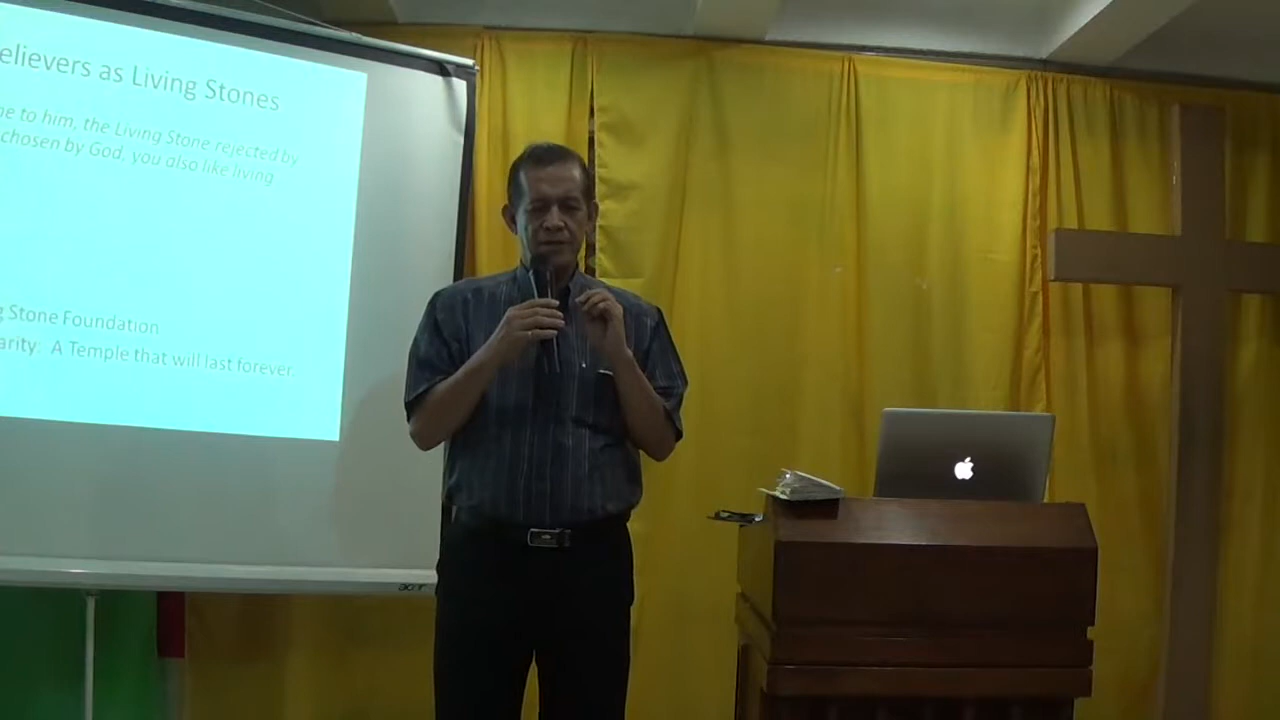 elievers as Living Stones
e to him, the Living Stone rejected by
chosen by God, you also like living
g Stone Foundation
arity: A Temple that will last forever.
acer